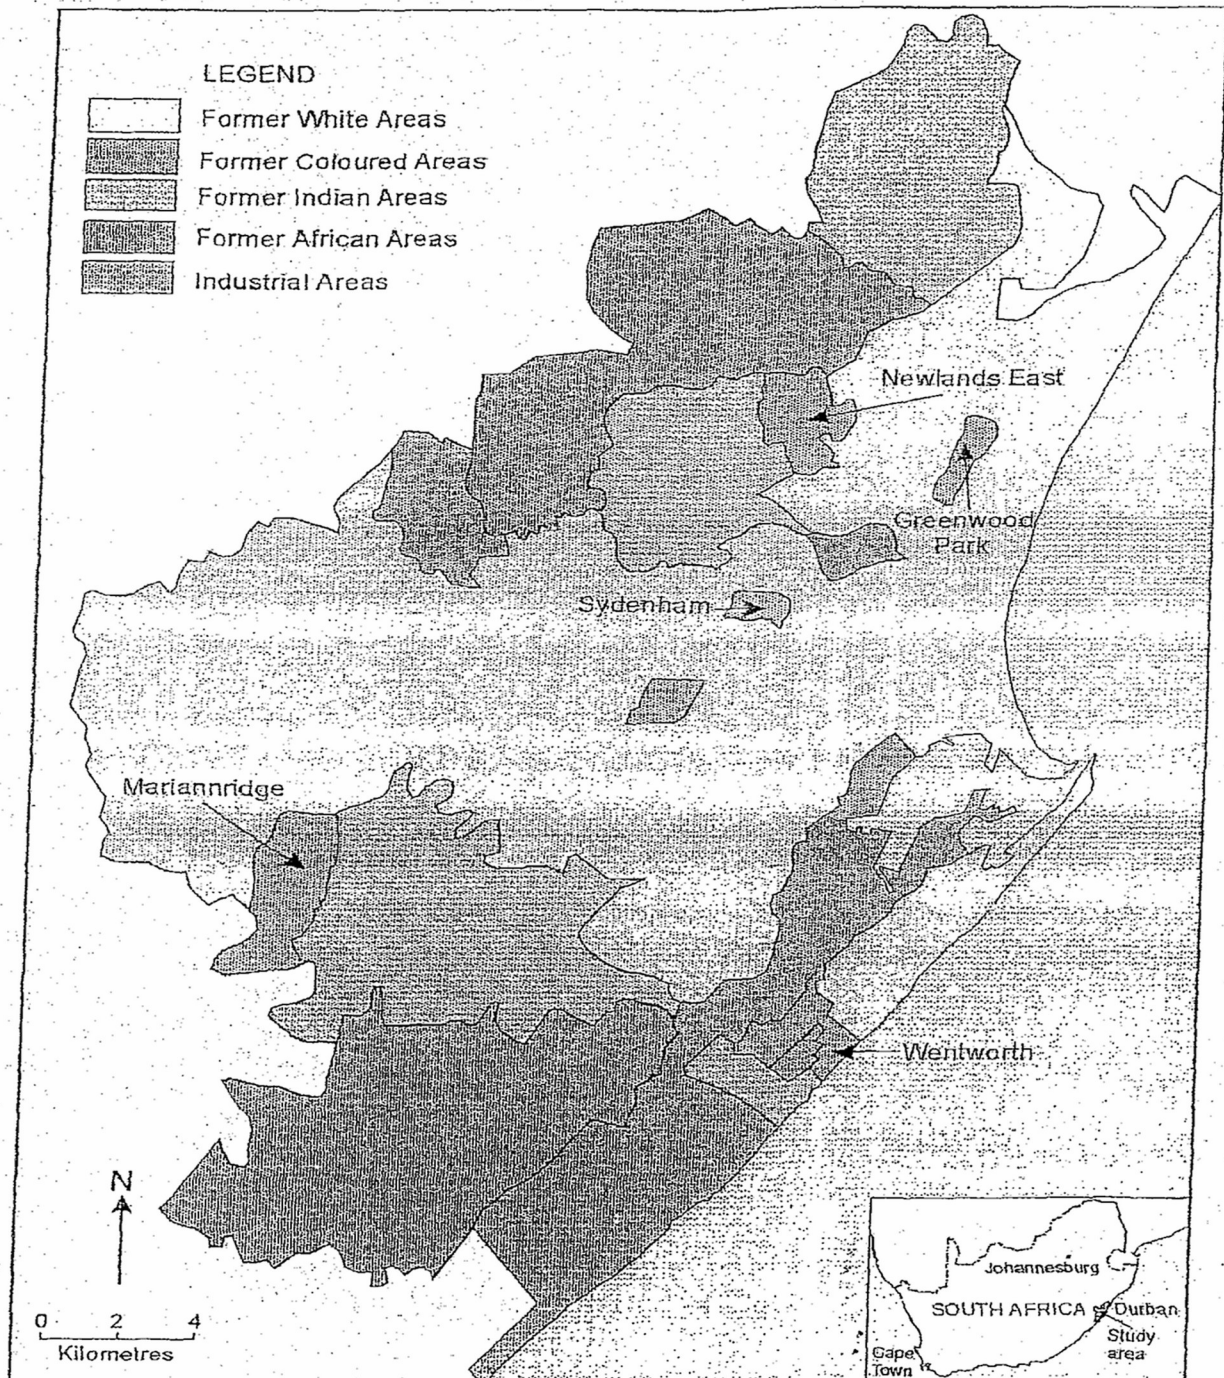 LEGEND
Former White Areas
Former Coloured Areas
Former Indian Areas
Former African Areas
Industrial Areas
Newlands East
Greenwood
Park
Sydenham
Mariannridge
Wentworth
N
0 2 4
Kilometres
Johannesburg
SOUTH AFRICA
Durban
Study
area
Cape
Town